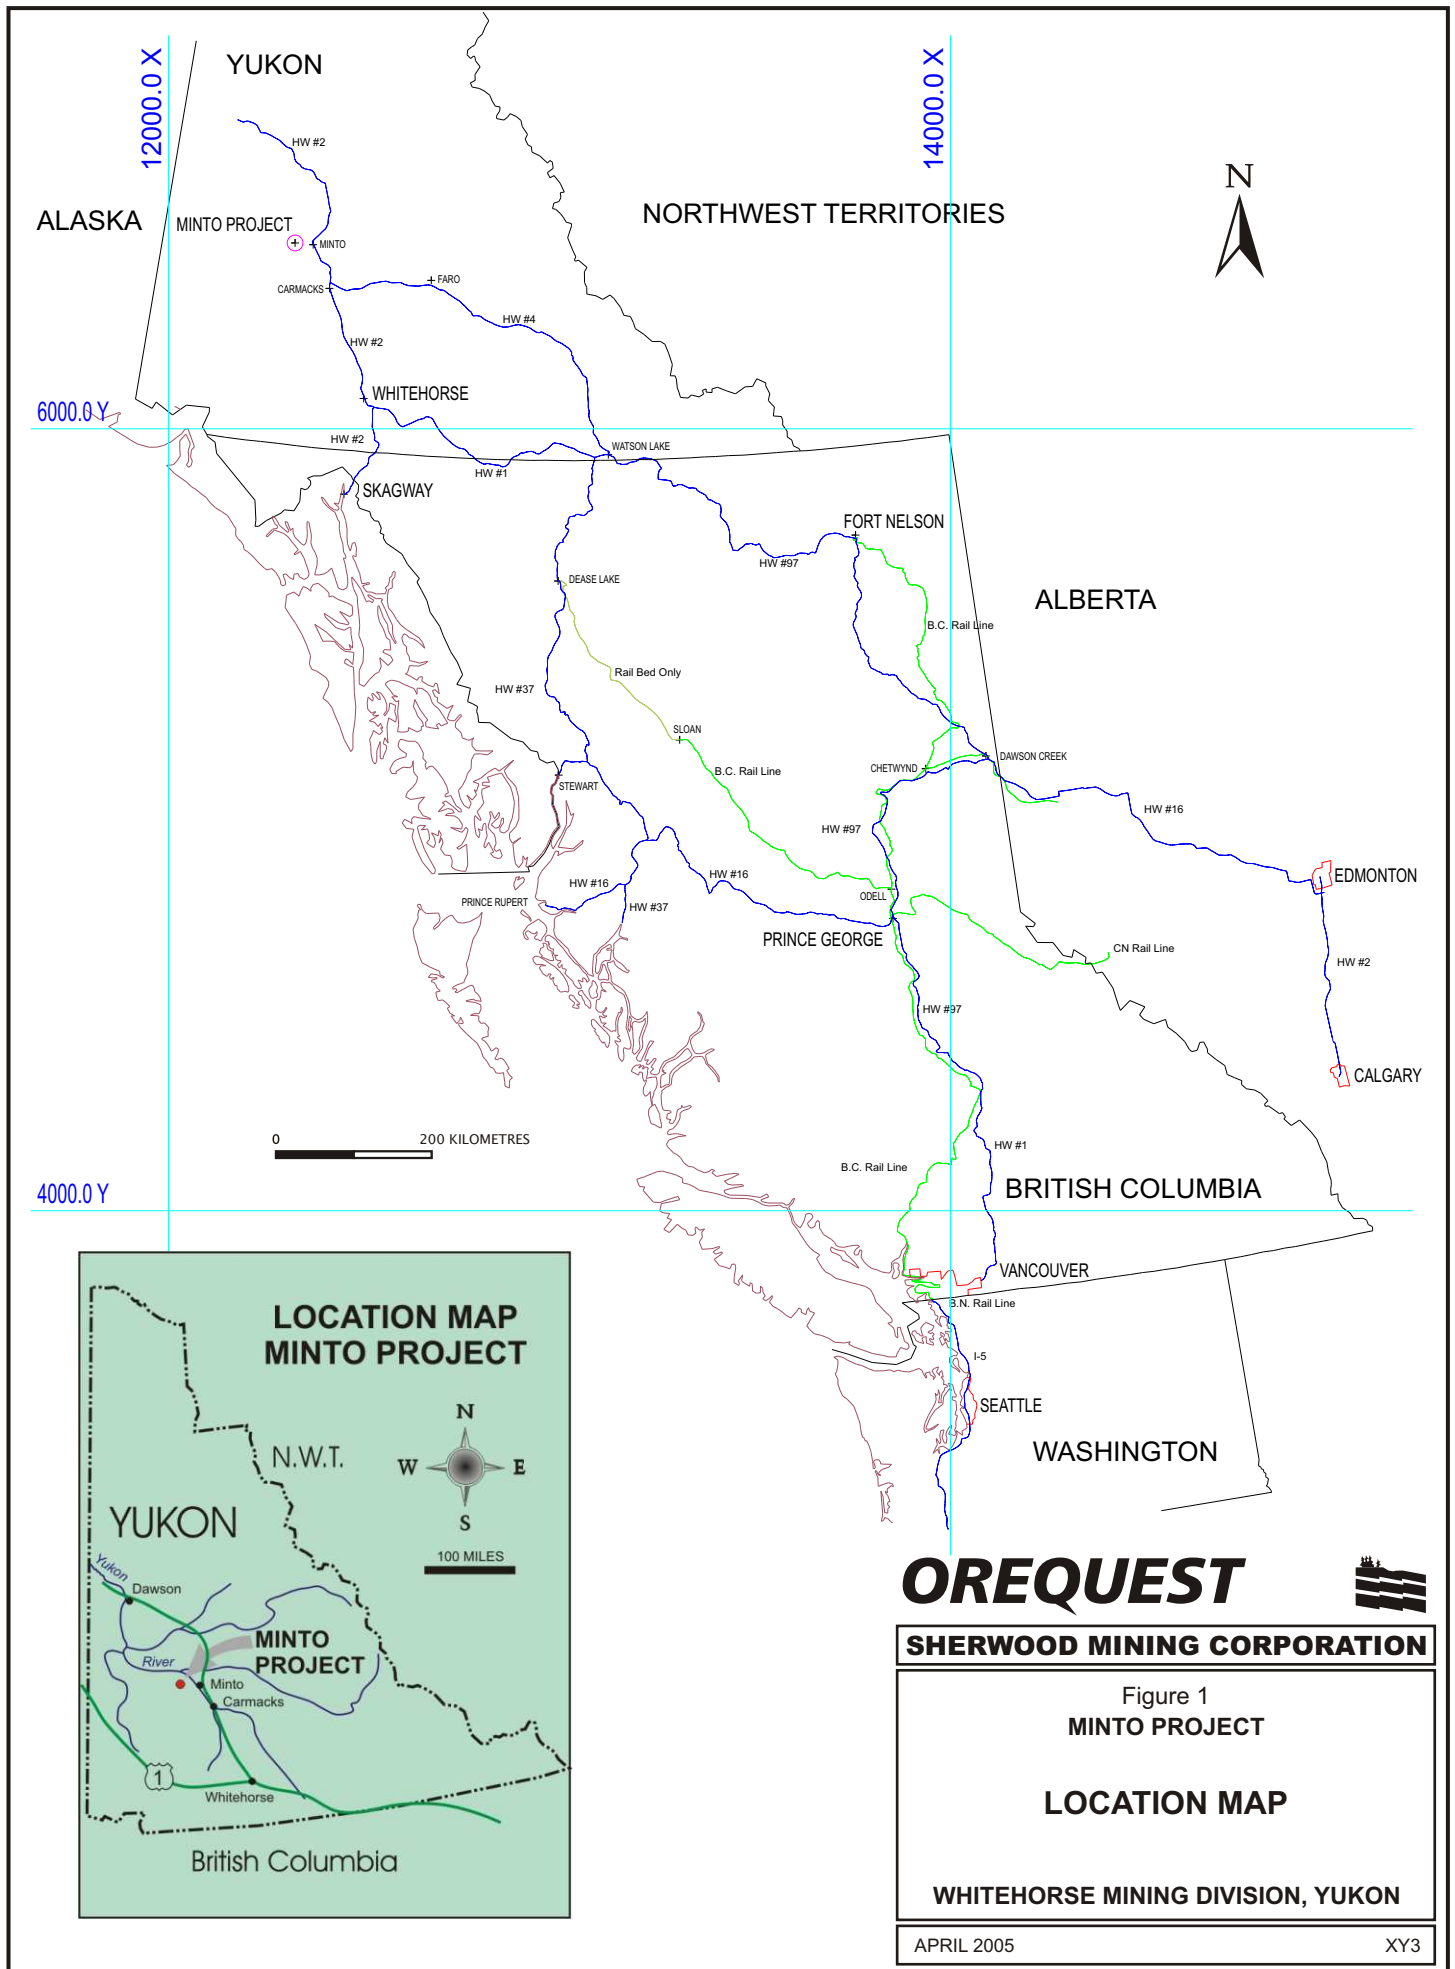 12000.0 X
YUKON
14000.0 X
HW #2
N
ALASKA
MINTO PROJECT
NORTHWEST TERRITORIES
MINTO
CARMACKS
FARO
HW #4
HW #2
WHITEHORSE
6000.0 Y
HW #2
WATSON LAKE
HW #1
SKAGWAY
FORT NELSON
HW #97
DEASE LAKE
ALBERTA
B.C. Rail Line
Rail Bed Only
HW #37
SLOAN
B.C. Rail Line
CHETWYND
DAWSON CREEK
STEWART
HW #16
HW #97
HW #16
HW #16
EDMONTON
ODELL
PRINCE RUPERT
HW #37
PRINCE GEORGE
CN Rail Line
HW #2
HW #97
CALGARY
0
200 KILOMETRES
HW #1
B.C. Rail Line
4000.0 Y
BRITISH COLUMBIA
VANCOUVER
B.N. Rail Line
I-5
SEATTLE
WASHINGTON
LOCATION MAP
MINTO PROJECT
N
W
E
S
N.W.T.
YUKON
100 MILES
Yukon
Dawson
MINTO
PROJECT
River
Minto
Carmacks
1
Whitehorse
British Columbia
OREQUEST
SHERWOOD MINING CORPORATION
Figure 1
MINTO PROJECT
LOCATION MAP
WHITEHORSE MINING DIVISION, YUKON
APRIL 2005
XY3